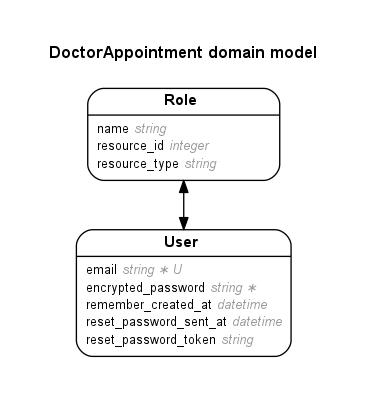 DoctorAppointment domain model
Role
name string
resource_id integer
resource_type string
User
email string ∗ U
encrypted_password string ∗
remember_created_at datetime
reset_password_sent_at datetime
reset_password_token string